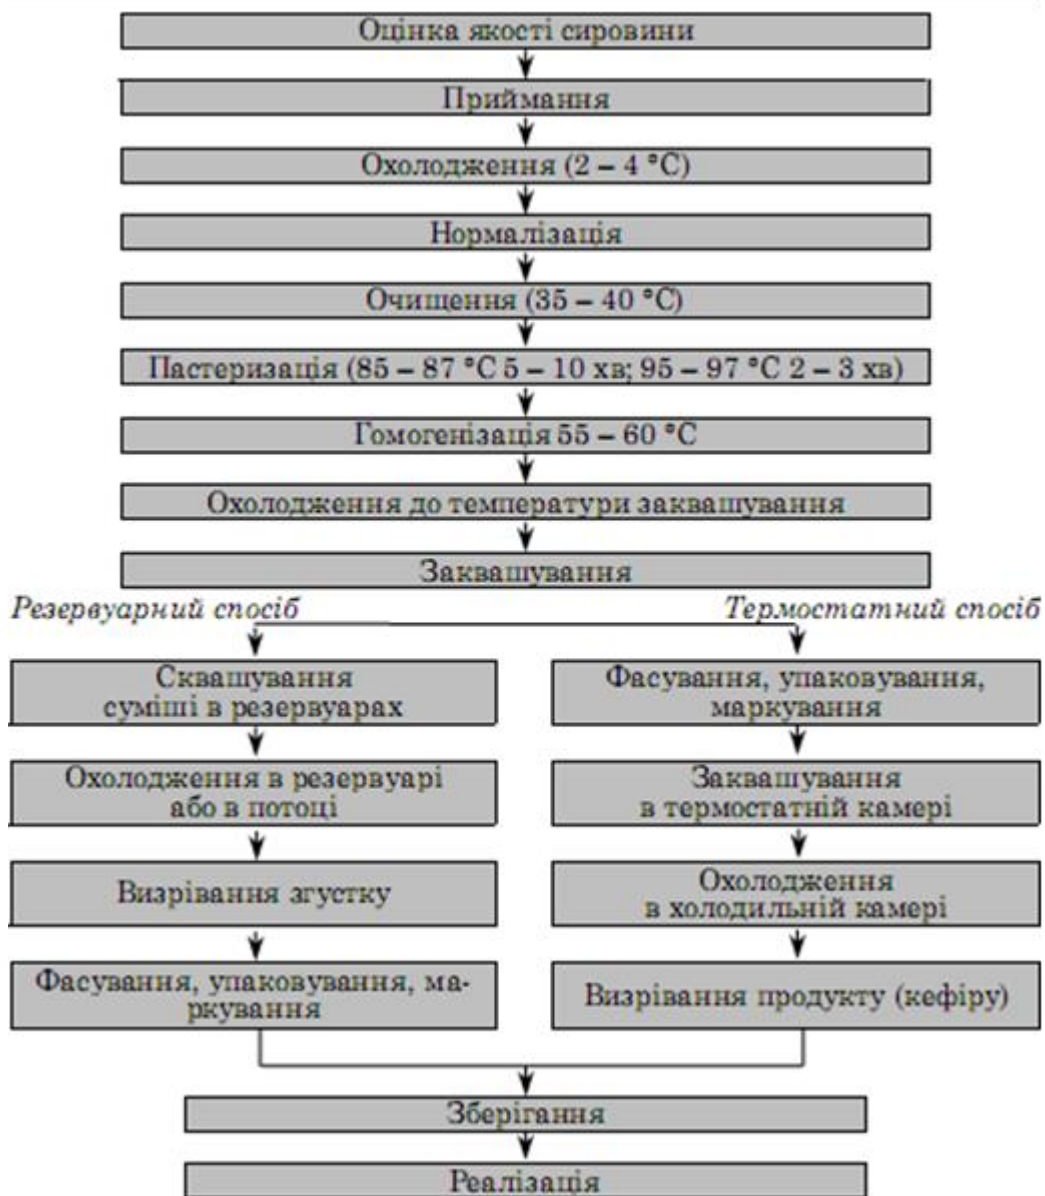 Оцінка якості сировини
Приймання
Охолодження (2 – 4 °С)
Нормалізація
Очищення (35 – 40 °С)
Пастеризація (85 – 87 °С 5 – 10 хв; 95 – 97 °С 2 – 3 хв)
Гомогенізація 55 – 60 °С
Охолодження до температури заквашування
Заквашування
Резервуарний спосіб
Сквашування
суміші в резервуарах
Охолодження в резервуарі
або в потоці
Визрівання згустку
Фасування, упаковування, ма-
ркування
Термостатний спосіб
Фасування, упаковування,
маркування
Заквашування
в термостатній камері
Охолодження
в холодильній камері
Визрівання продукту (кефіру)
Зберігання
Реалізація